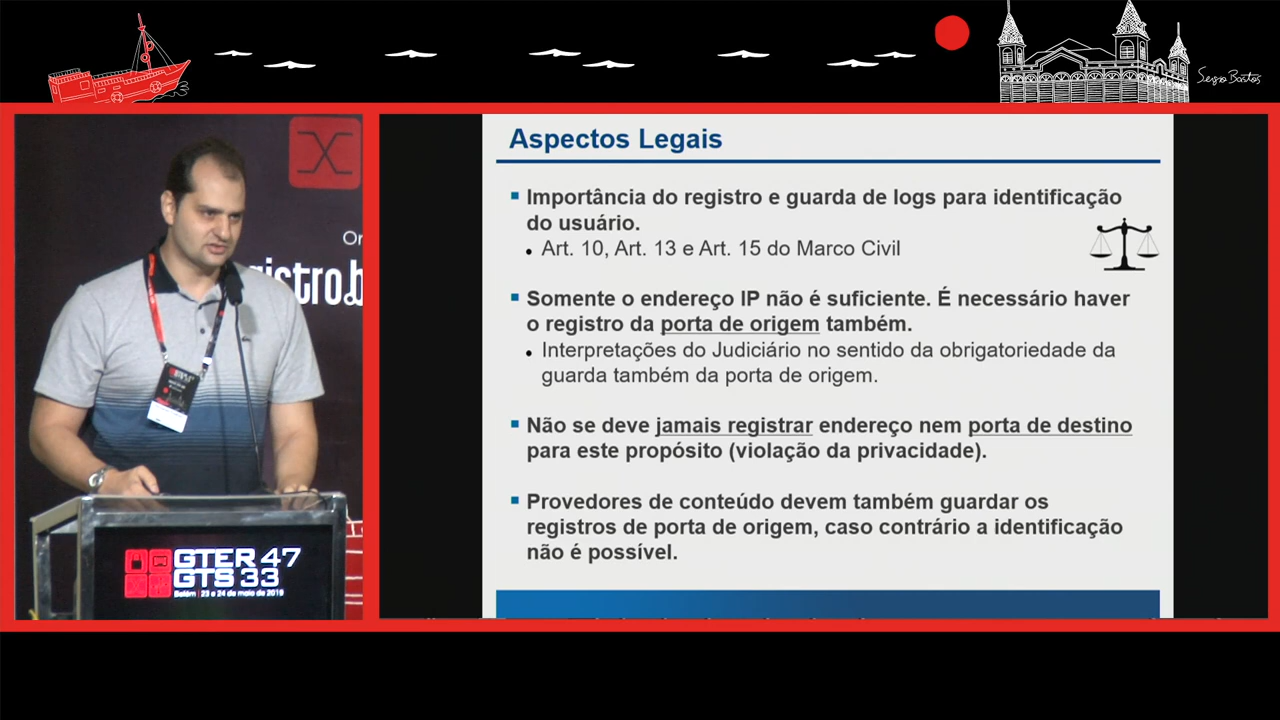 Sergio Bastos
Or
gistro.b
GTER 47
GTS 33
Belém | 23 e 24 de maio de 2019
Aspectos Legais
Importância do registro e guarda de logs para identificação
do usuário.
Art. 10, Art. 13 e Art. 15 do Marco Civil
Somente o endereço IP não é suficiente. É necessário haver
o registro da porta de origem também.
Interpretações do Judiciário no sentido da obrigatoriedade da
guarda também da porta de origem.
Não se deve jamais registrar endereço nem porta de destino
para este propósito (violação da privacidade).
Provedores de conteúdo devem também guardar os
registros de porta de origem, caso contrário a identificação
não é possível.